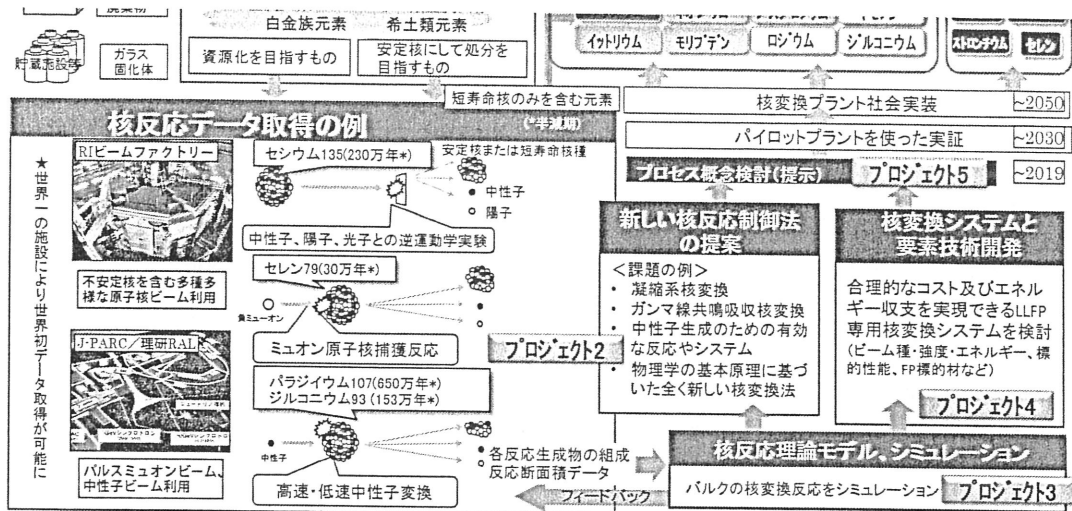 廃棄物
貯蔵施設等
ガラス
固化体
白金族元素
希土類元素
資源化を目指すもの
安定核にして処分を
目指すもの
短寿命核のみを含む元素
イットリウム
モリブデン
ロジウム
ジルコニウム
ストロンチウム
セレン
核変換プラント社会実装
~2050
パイロットプラントを使った実証
~2030
プロセス概念検討(提示)
プロジェクト5
~2019
核反応データ取得の例
(*半減期)
★世界一の施設により世界初データ取得が可能に
RIビームファクトリー
不安定核を含む多種多
様な原子核ビーム利用
J-PARC/理研RAL
パルスミュオンビーム、
中性子ビーム利用
セシウム135(230万年*)
安定核または短寿命核種
中性子
陽子
中性子、陽子、光子との逆運動学実験
セレン79(30万年*)
負ミューオン
ミュオン原子核捕獲反応
プロジェクト2
パラジイウム107(650万年*)
ジルコニウム93(153万年*)
中性子
高速・低速中性子変換
各反応生成物の組成
反応断面積データ
フィードバック
新しい核反応制御法
の提案
<課題の例>
・ 凝縮系核変換
・ ガンマ線共鳴吸収核変換
・ 中性子生成のための有効
な反応やシステム
・ 物理学の基本原理に基づ
いた全く新しい核変換法
核変換システムと
要素技術開発
合理的なコスト及びエネル
ギー収支を実現できるLLFP
専用核変換システムを検討
(ビーム種・強度・エネルギー、標
的性能、FP標的材など)
プロジェクト4
核反応理論モデル、シミュレーション
バルクの核変換反応をシミュレーション
プロジェクト3